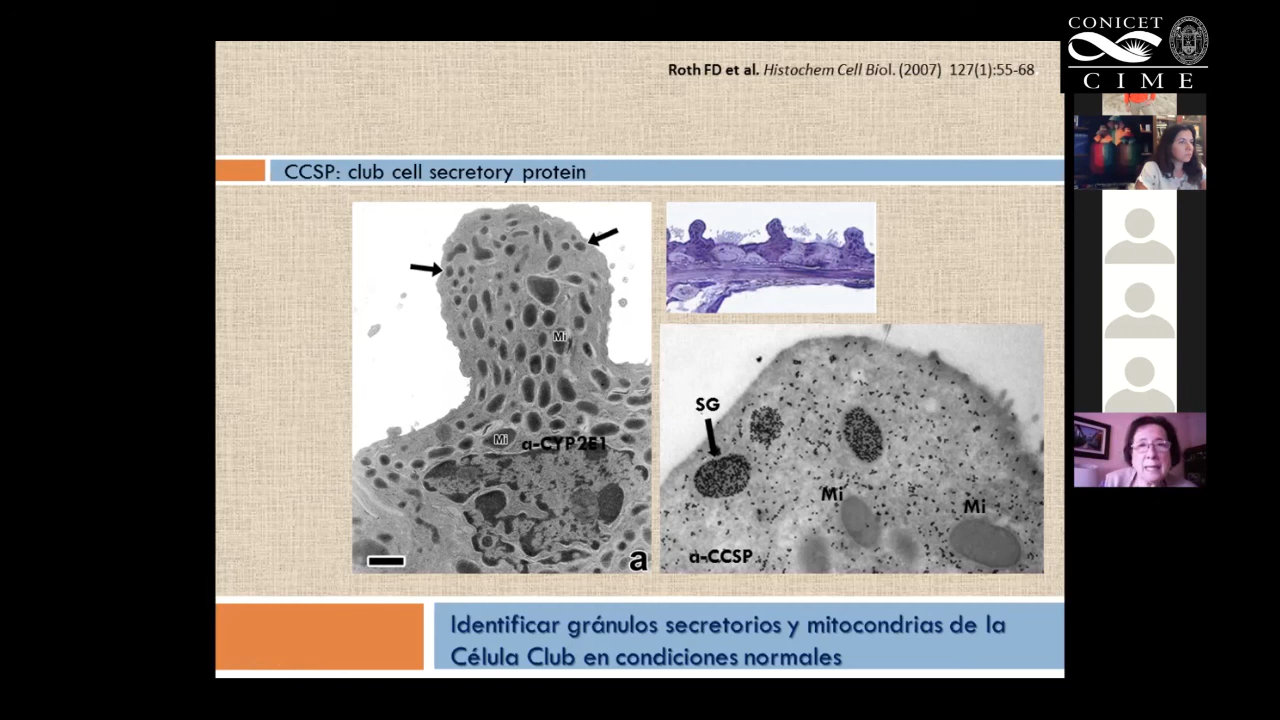 CONICET
CIME
Roth FD et al. Histochem Cell Biol. (2007) 127(1):55-68.
CCSP: club cell secretory protein
Mi
Mi
α-CYP2E1
a
SG
Mi
Mi
α-CCSP
Identificar gránulos secretorios y mitocondrias de la
Célula Club en condiciones normales